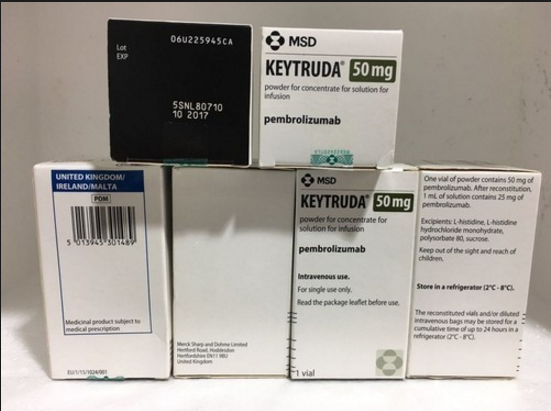 06U225945CA
Lot
EXP
5SNL80710
10 2017
MSD
KEYTRUDA® 50 mg
powder for concentrate for solution for
infusion
pembrolizumab
UNITED KINGDOM/
IRELAND/MALTA
POM
5 013945 301489
Medicinal product subject to
medical prescription
EU/1/15/1024/001
Merck Sharp and Dohme Limited
Hertford Road, Hoddesdon
Hertfordshire EN11 9BU
United Kingdom
MSD
KEYTRUDA® 50 mg
powder for concentrate for
solution for infusion
pembrolizumab
Intravenous use.
For single use only.
Read the package leaflet before use.
1 vial
One vial of powder contains 50 mg of
pembrolizumab. After reconstitution,
1 mL of solution contains 25 mg of
pembrolizumab.
Excipients: L-histidine, L-histidine
hydrochloride monohydrate,
polysorbate 80, sucrose.
Keep out of the sight and reach of
children.
Store in a refrigerator (2°C - 8°C).
The reconstituted vials and/or diluted
intravenous bags may be stored for a
cumulative time of up to 24 hours in a
refrigerator (2°C - 8°C).